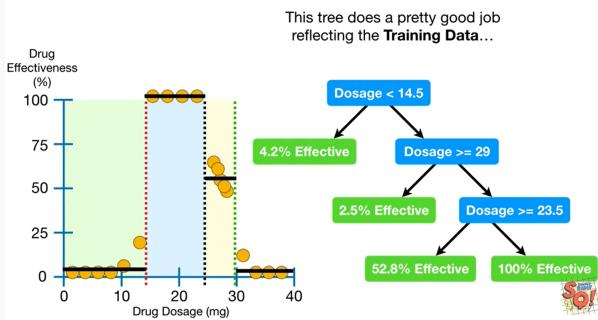 This tree does a pretty good job
reflecting the Training Data…
Drug
Effectiveness
(%)
100
75
50
25
0
0
10
20
30
40
Drug Dosage (mg)
Dosage < 14.5
4.2% Effective
Dosage >= 29
2.5% Effective
Dosage >= 23.5
52.8% Effective
100% Effective
SQ!